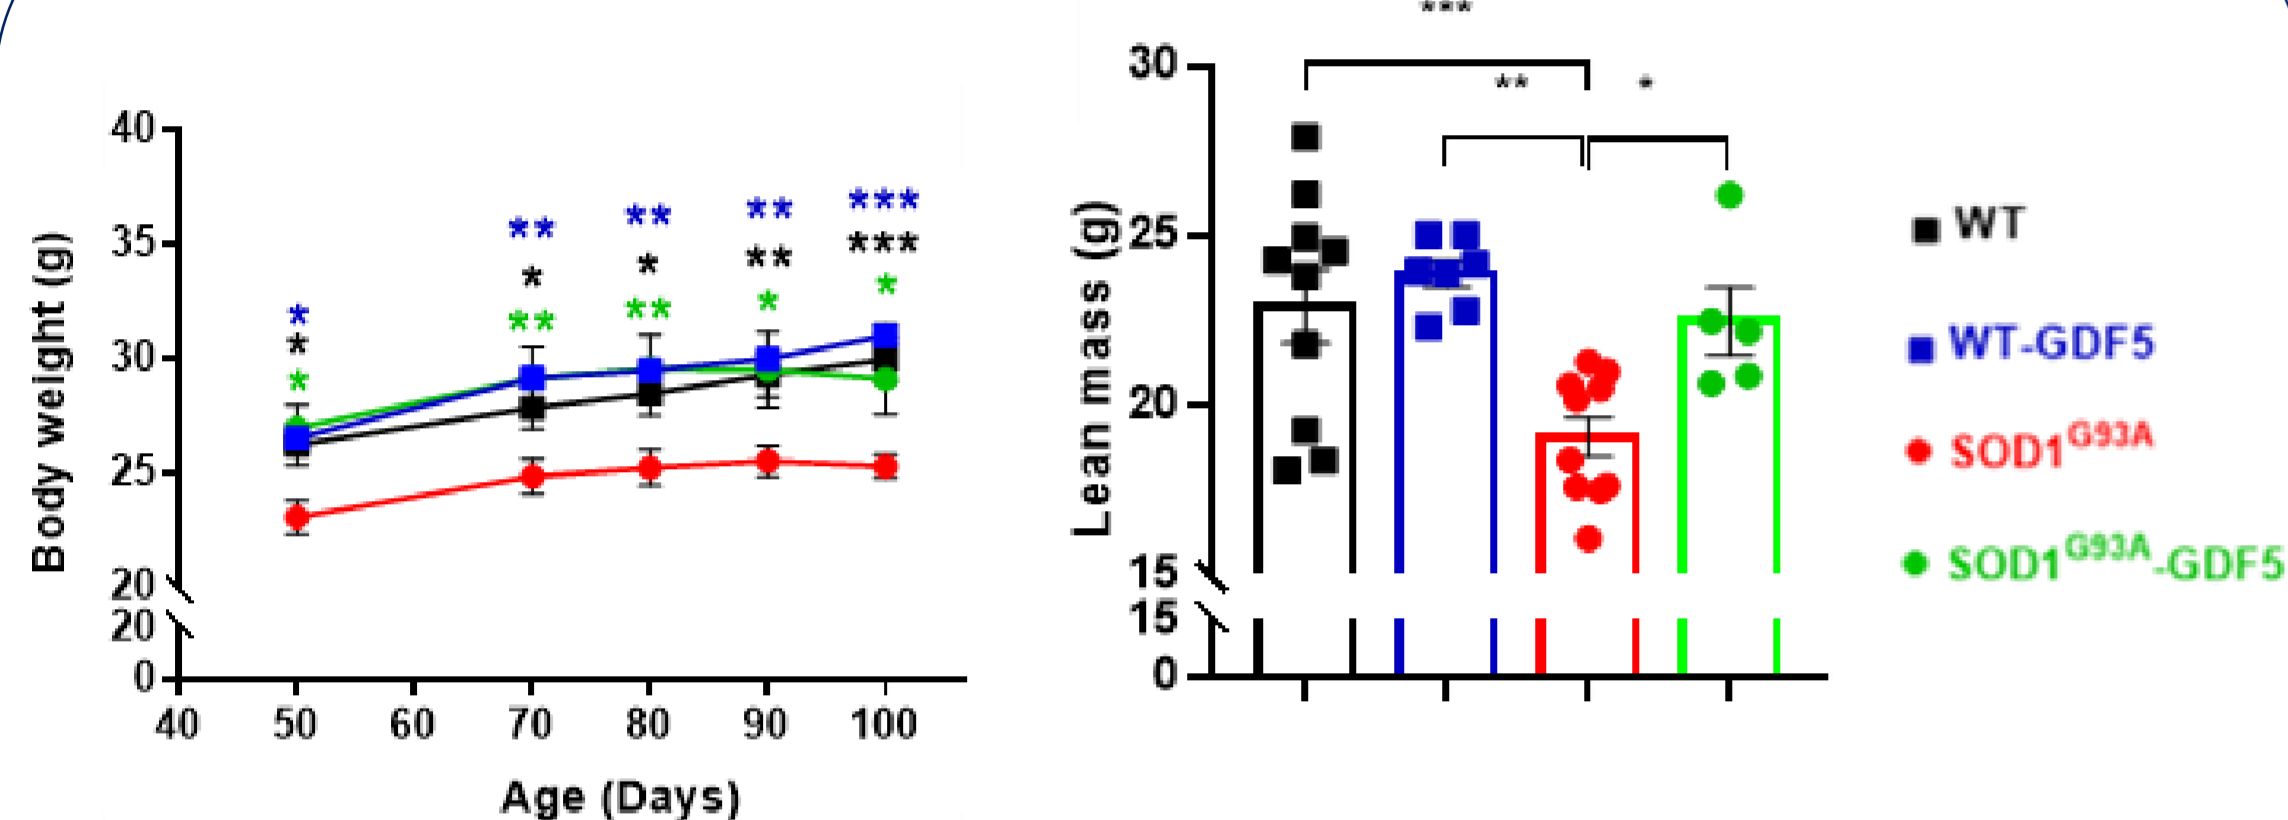 Body weight (g)
40
35
30
25
20
20
0
* * *
** * **
** * **
** ** *
*** *** *
40 50 60 70 80 90 100
Age (Days)
Lean mass (g)
30
25
20
15
15
0
***
** *
WT
WT-GDF5
SOD1G93A
SOD1G93A-GDF5